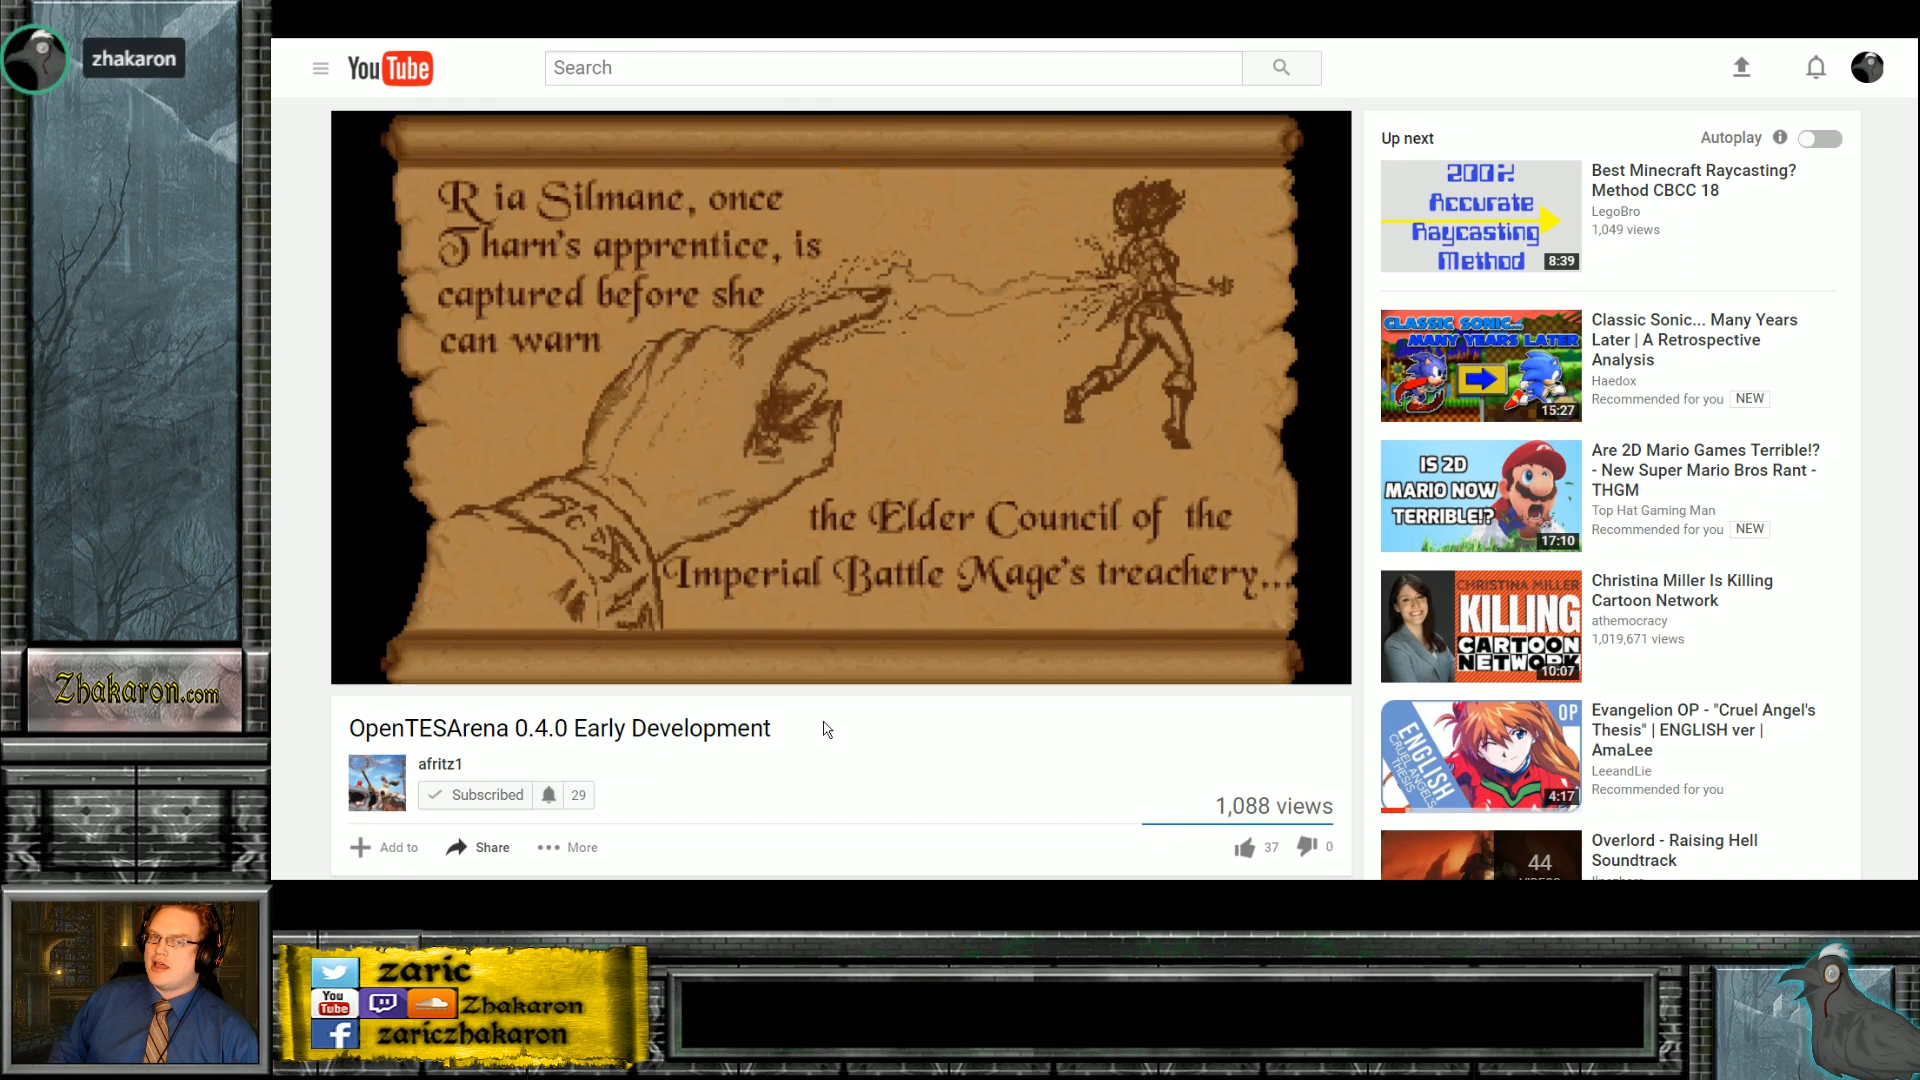 zhakaron
YouTube
Search
Ria Silmane, once
Tharn's apprentice, is
captured before she
can warn
the Elder Council of the
Imperial Battle Mage's treachery...
OpenTESArena 0.4.0 Early Development
afritz1
Subscribed 29
1,088 views
Add to Share More
37 0
Up next Autoplay
200%
Accurate
Raycasting
Method
8:39
Best Minecraft Raycasting?
Method CBCC 18
LegoBro
1,049 views
CLASSIC SONIC...
MANY YEARS LATER
15:27
Classic Sonic... Many Years
Later | A Retrospective
Analysis
Haedox
Recommended for you NEW
IS 2D
MARIO NOW
TERRIBLE!?
17:10
Are 2D Mario Games Terrible!?
- New Super Mario Bros Rant -
THGM
Top Hat Gaming Man
Recommended for you NEW
CHRISTINA MILLER
KILLING
CARTOON
NETWORK
10:07
Christina Miller Is Killing
Cartoon Network
athemocracy
1,019,671 views
OP
ENGLISH
4:17
Evangelion OP - "Cruel Angel's
Thesis" | ENGLISH ver |
AmaLee
LeeandLie
Recommended for you
44
Overlord - Raising Hell
Soundtrack
Zhakaron.com
zaric
You Tube
Zhakaron
zariczhakaron